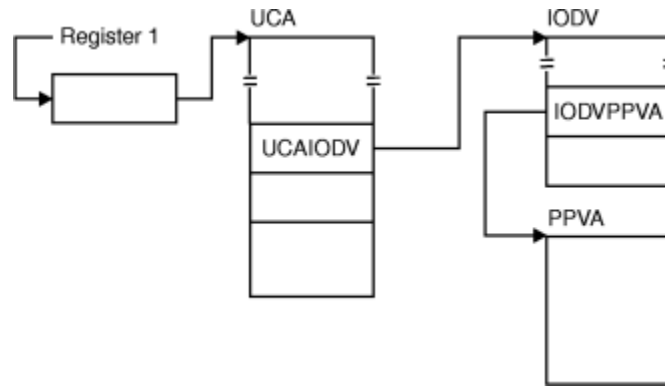 UCA
IODV
Register 1
IODVPPVA
UCAIODV
PPVA